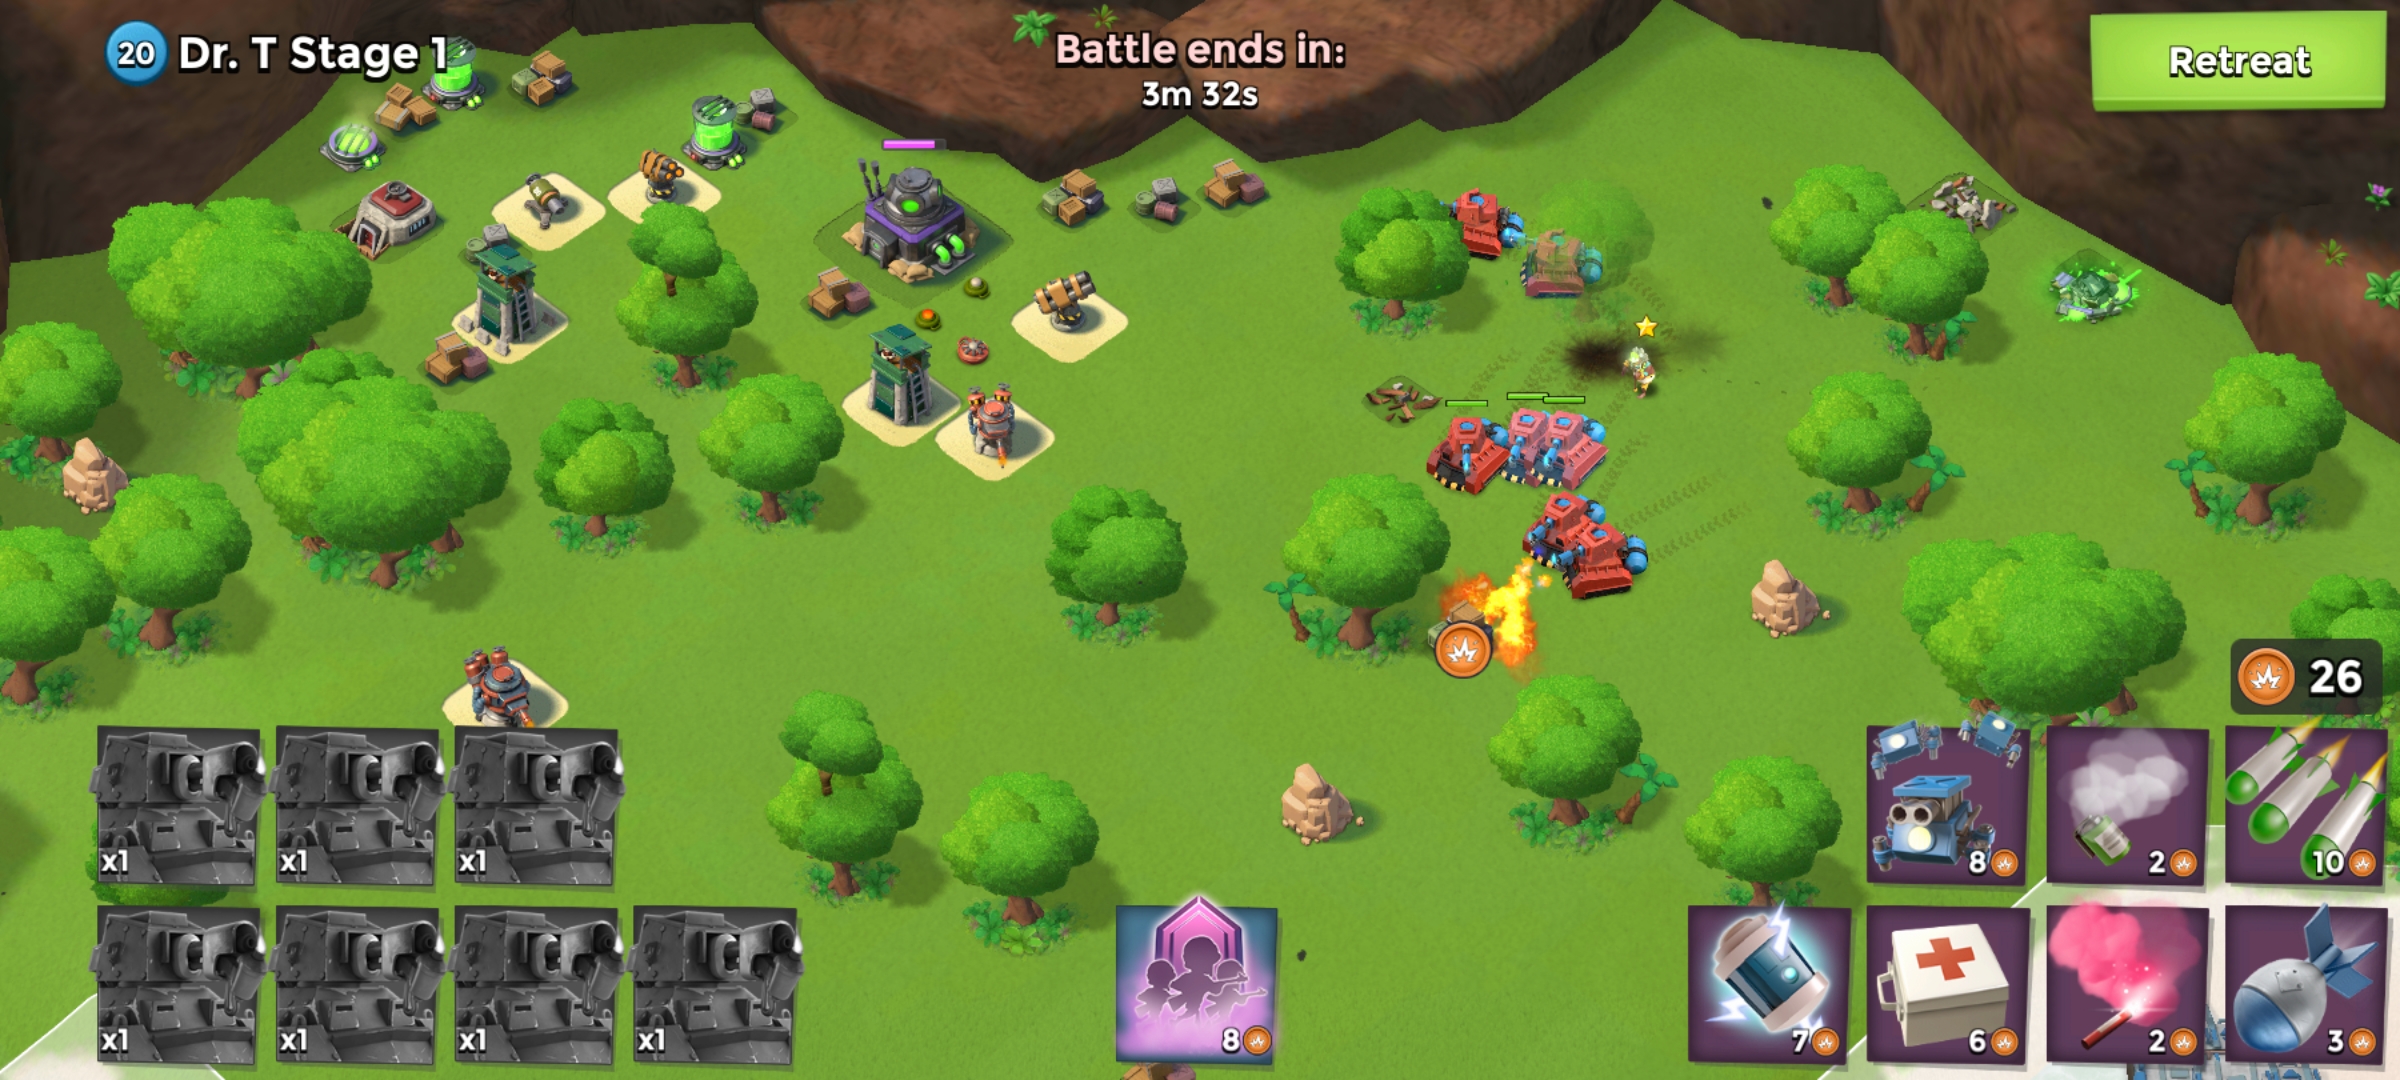 20 Dr. T Stage 1
Battle ends in:
3m 32s
Retreat
26
x1
x1
x1
8
2
10
x1
x1
x1
x1
8
7
6
2
3